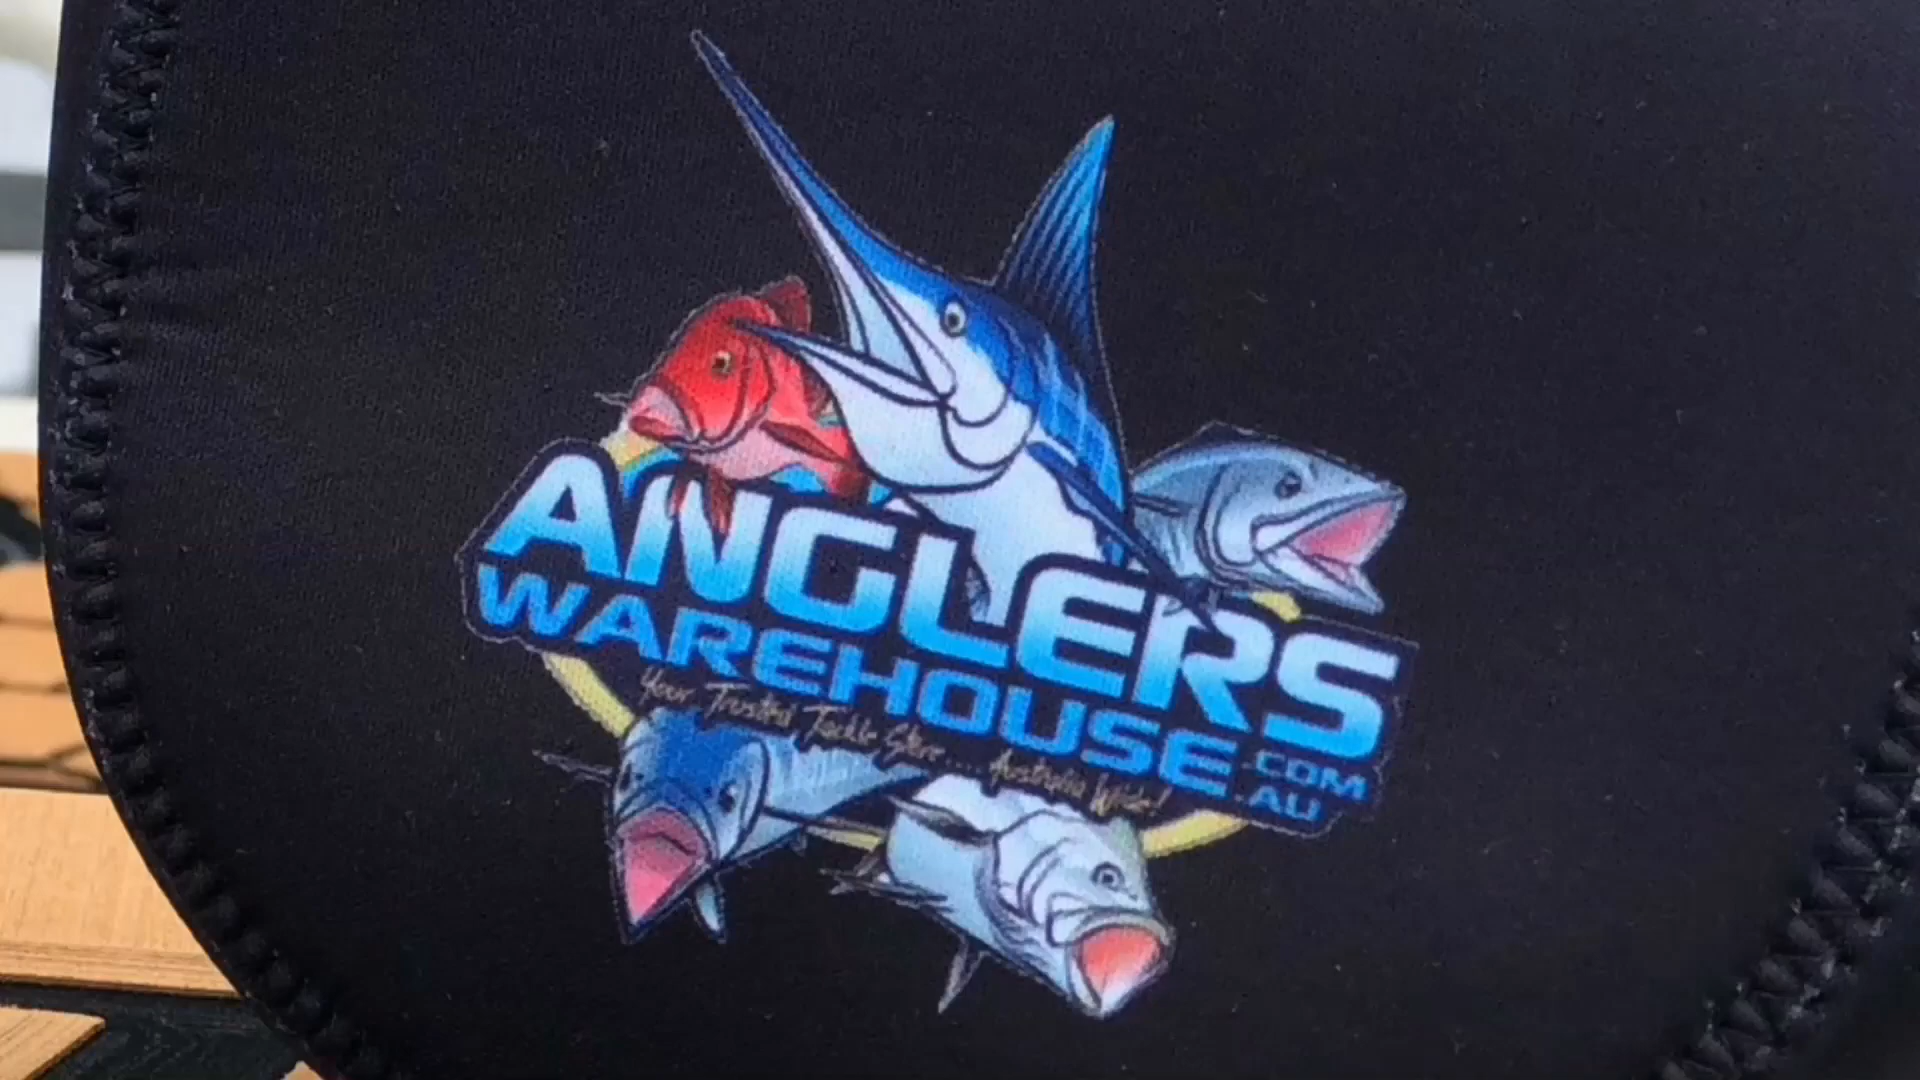 ANGLERS
WAREHOUSE
.COM
.AU
Your Trusted Tackle Store.... Australia Wide!